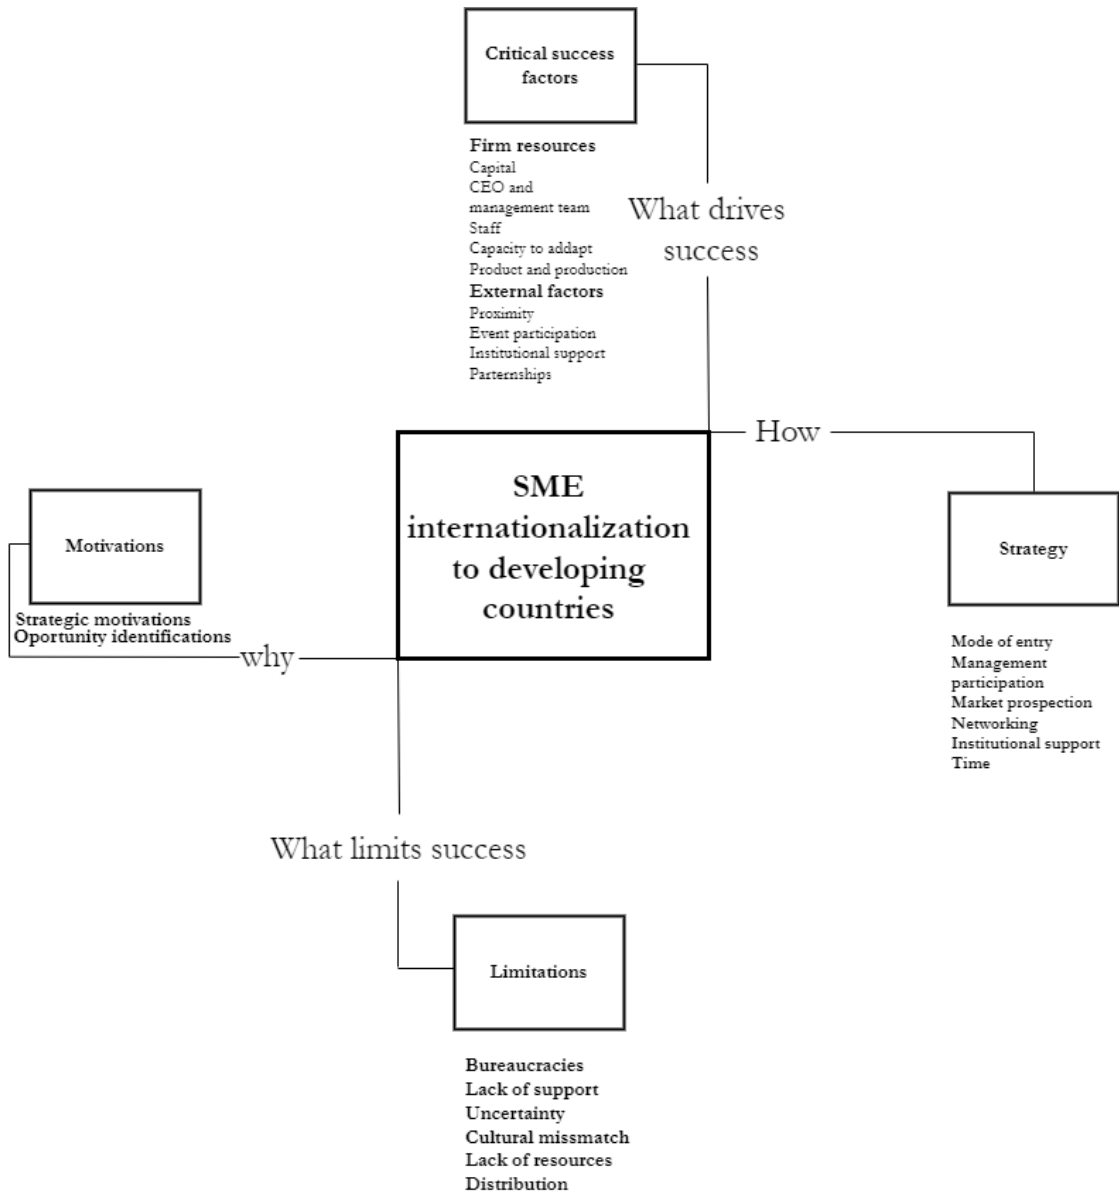 Critical success
factors
Firm resources
Capital
CEO and
management team
Staff
Capacity to addapt
Product and production
External factors
Proximity
Event participation
Institutional support
Parternships
What drives
success
How
SME
internationalization
to developing
countries
Motivations
Strategic motivations
Oportunity identifications
why
Strategy
Mode of entry
Management
participation
Market prospection
Networking
Institutional support
Time
What limits success
Limitations
Bureaucracies
Lack of support
Uncertainty
Cultural missmatch
Lack of resources
Distribution